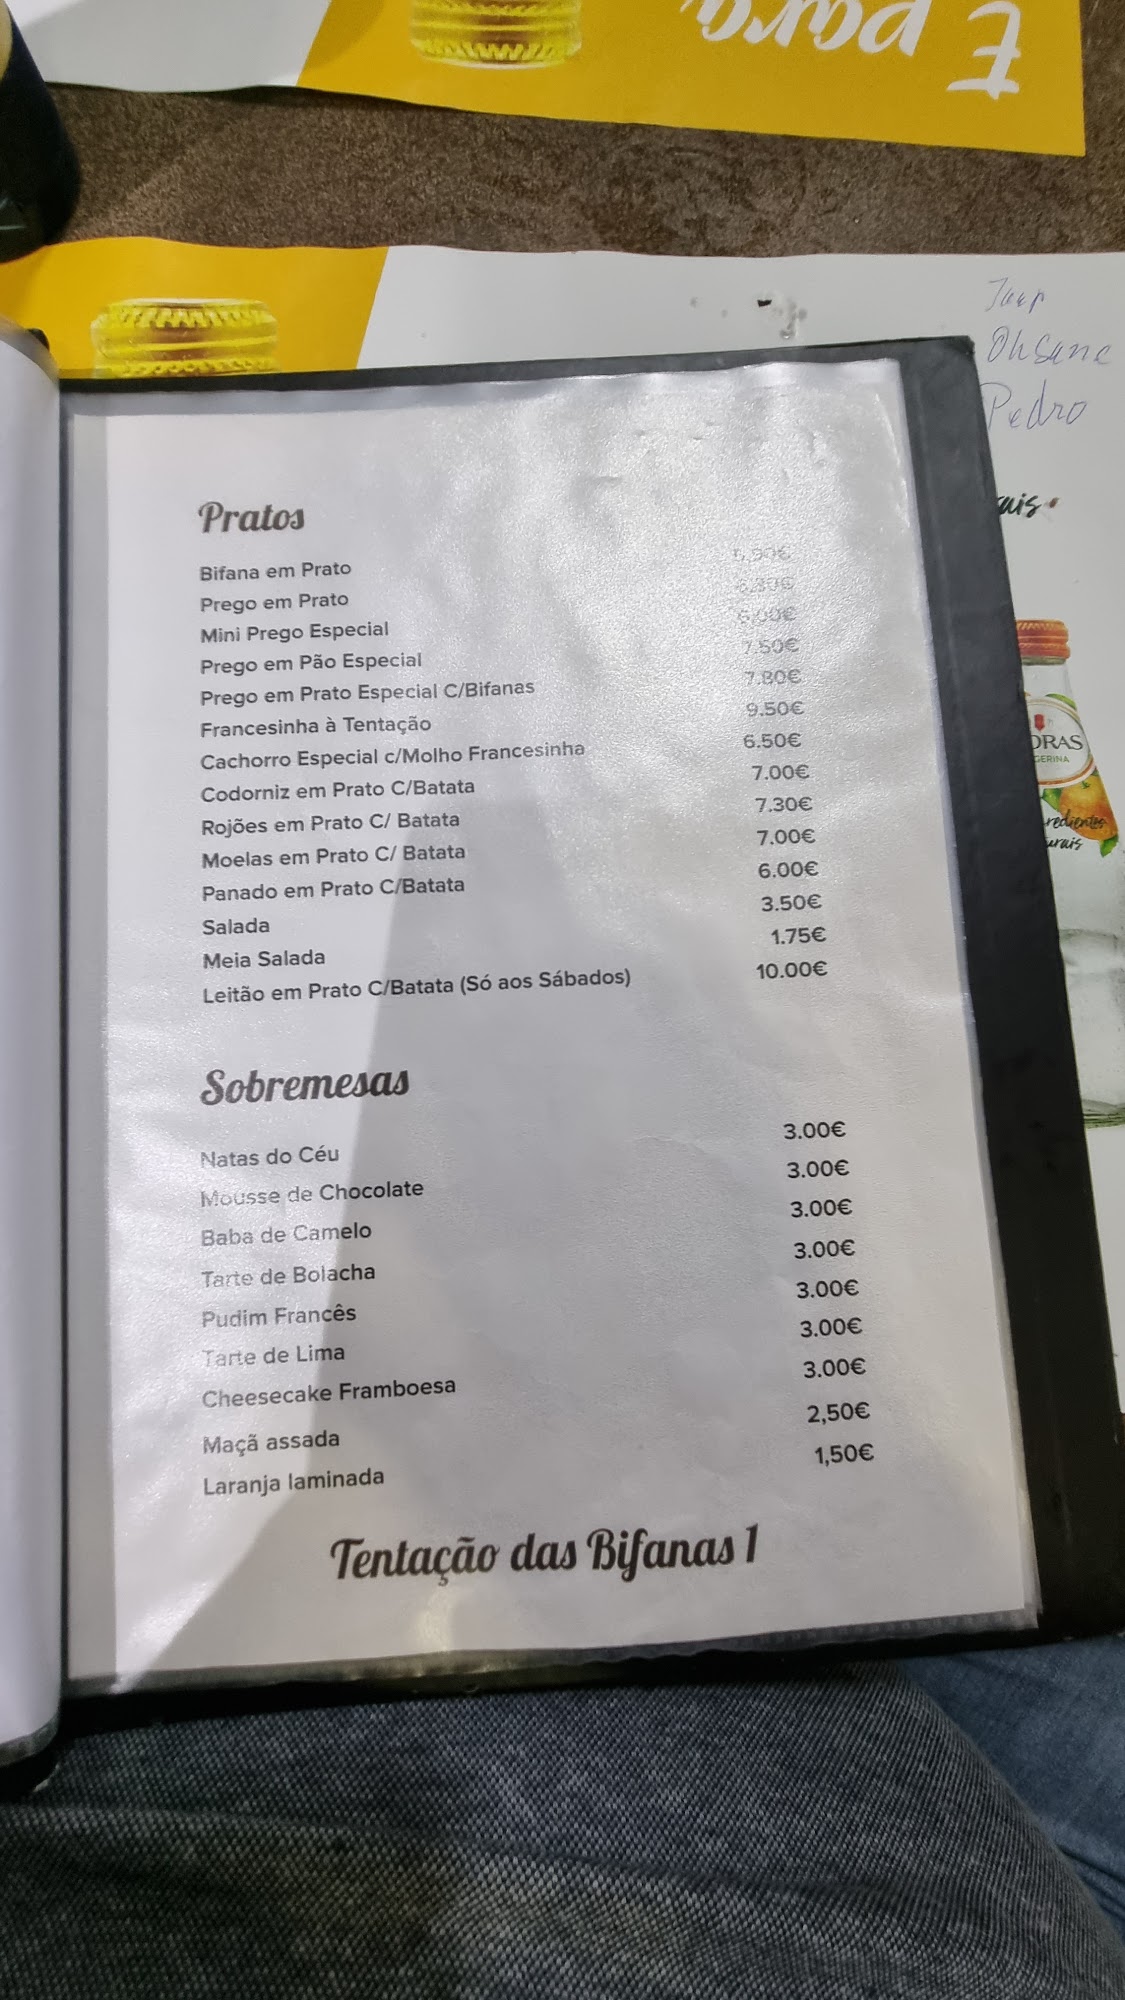 É para
Pedro
Pratos
Bifana em Prato
Prego em Prato
Mini Prego Especial 6,00€
Prego em Pão Especial 7.50€
Prego em Prato Especial C/Bifanas 7.80€
Francesinha à Tentação 9.50€
Cachorro Especial c/Molho Francesinha 6.50€
Codorniz em Prato C/Batata 7.00€
Rojões em Prato C/ Batata 7.30€
Moelas em Prato C/ Batata 7.00€
Panado em Prato C/Batata 6.00€
Salada 3.50€
Meia Salada 1.75€
Leitão em Prato C/Batata (Só aos Sábados) 10.00€
Sobremesas
Natas do Céu 3.00€
Mousse de Chocolate 3.00€
Baba de Camelo 3.00€
Tarte de Bolacha 3.00€
Pudim Francês 3.00€
Tarte de Lima 3.00€
Cheesecake Framboesa 3.00€
Maçã assada 2,50€
Laranja laminada 1,50€
Tentação das Bifanas 1